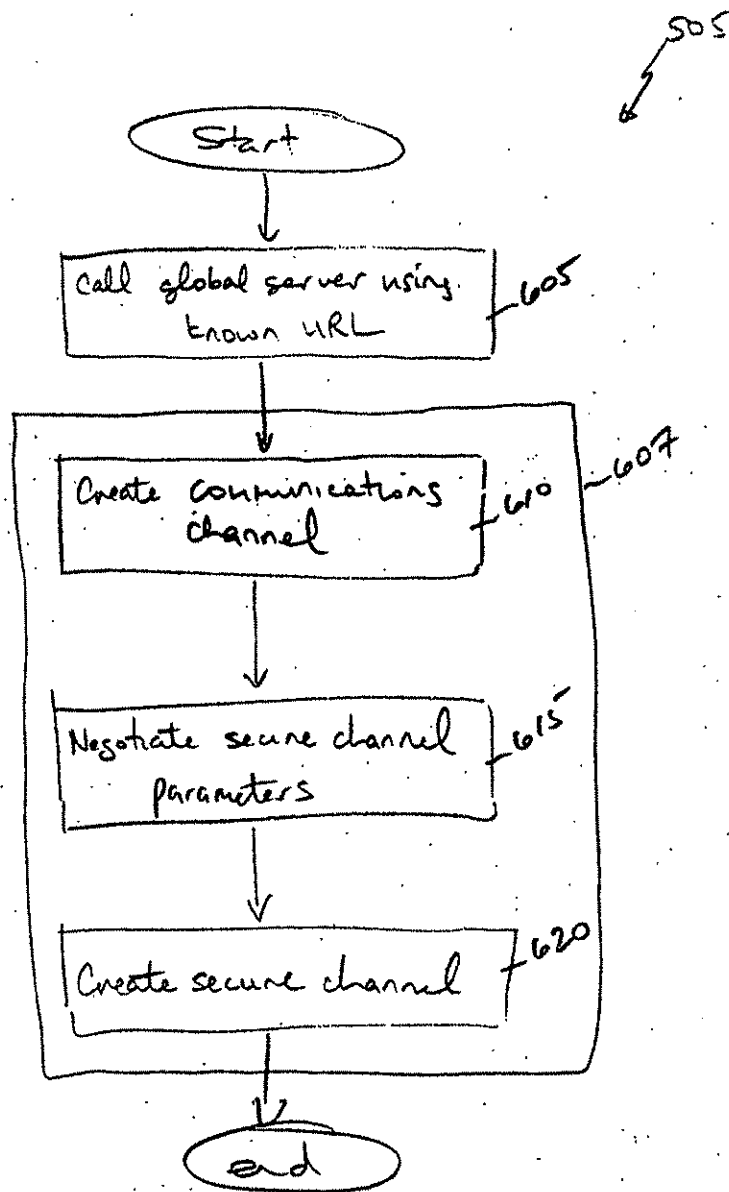 505
Start
Call global server using
known URL
605
607
Create communications
channel
610
Negotiate secure channel
parameters
615
Create secure channel
620
end